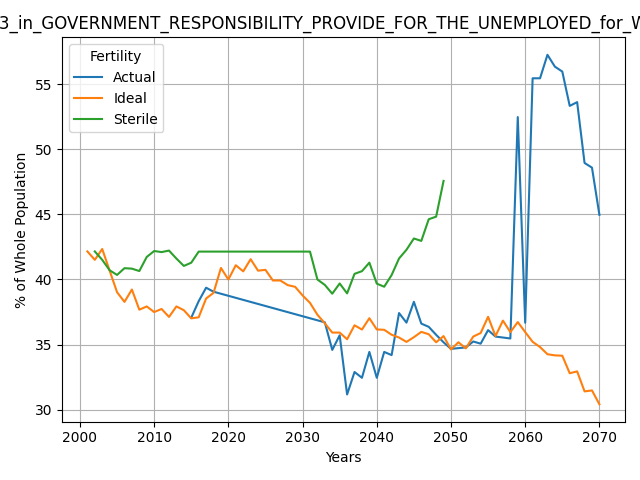 3_in_GOVERNMENT_RESPONSIBILITY_PROVIDE_FOR_THE_UNEMPLOYED_for_W
Fertility
Actual
Ideal
Sterile
% of Whole Population
55
50
45
40
35
30
2000 2010 2020 2030 2040 2050 2060 2070
Years